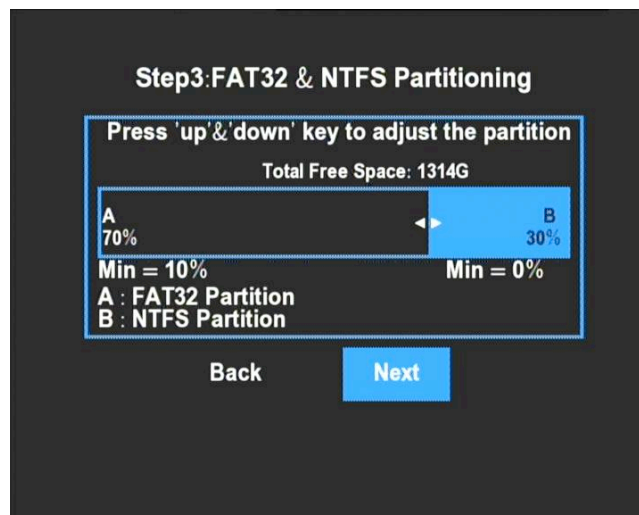 Step3:FAT32 & NTFS Partitioning
Press 'up'&'down' key to adjust the partition
Total Free Space: 1314G
A B
70% 30%
Min = 10% Min = 0%
A : FAT32 Partition
B : NTFS Partition
Back Next